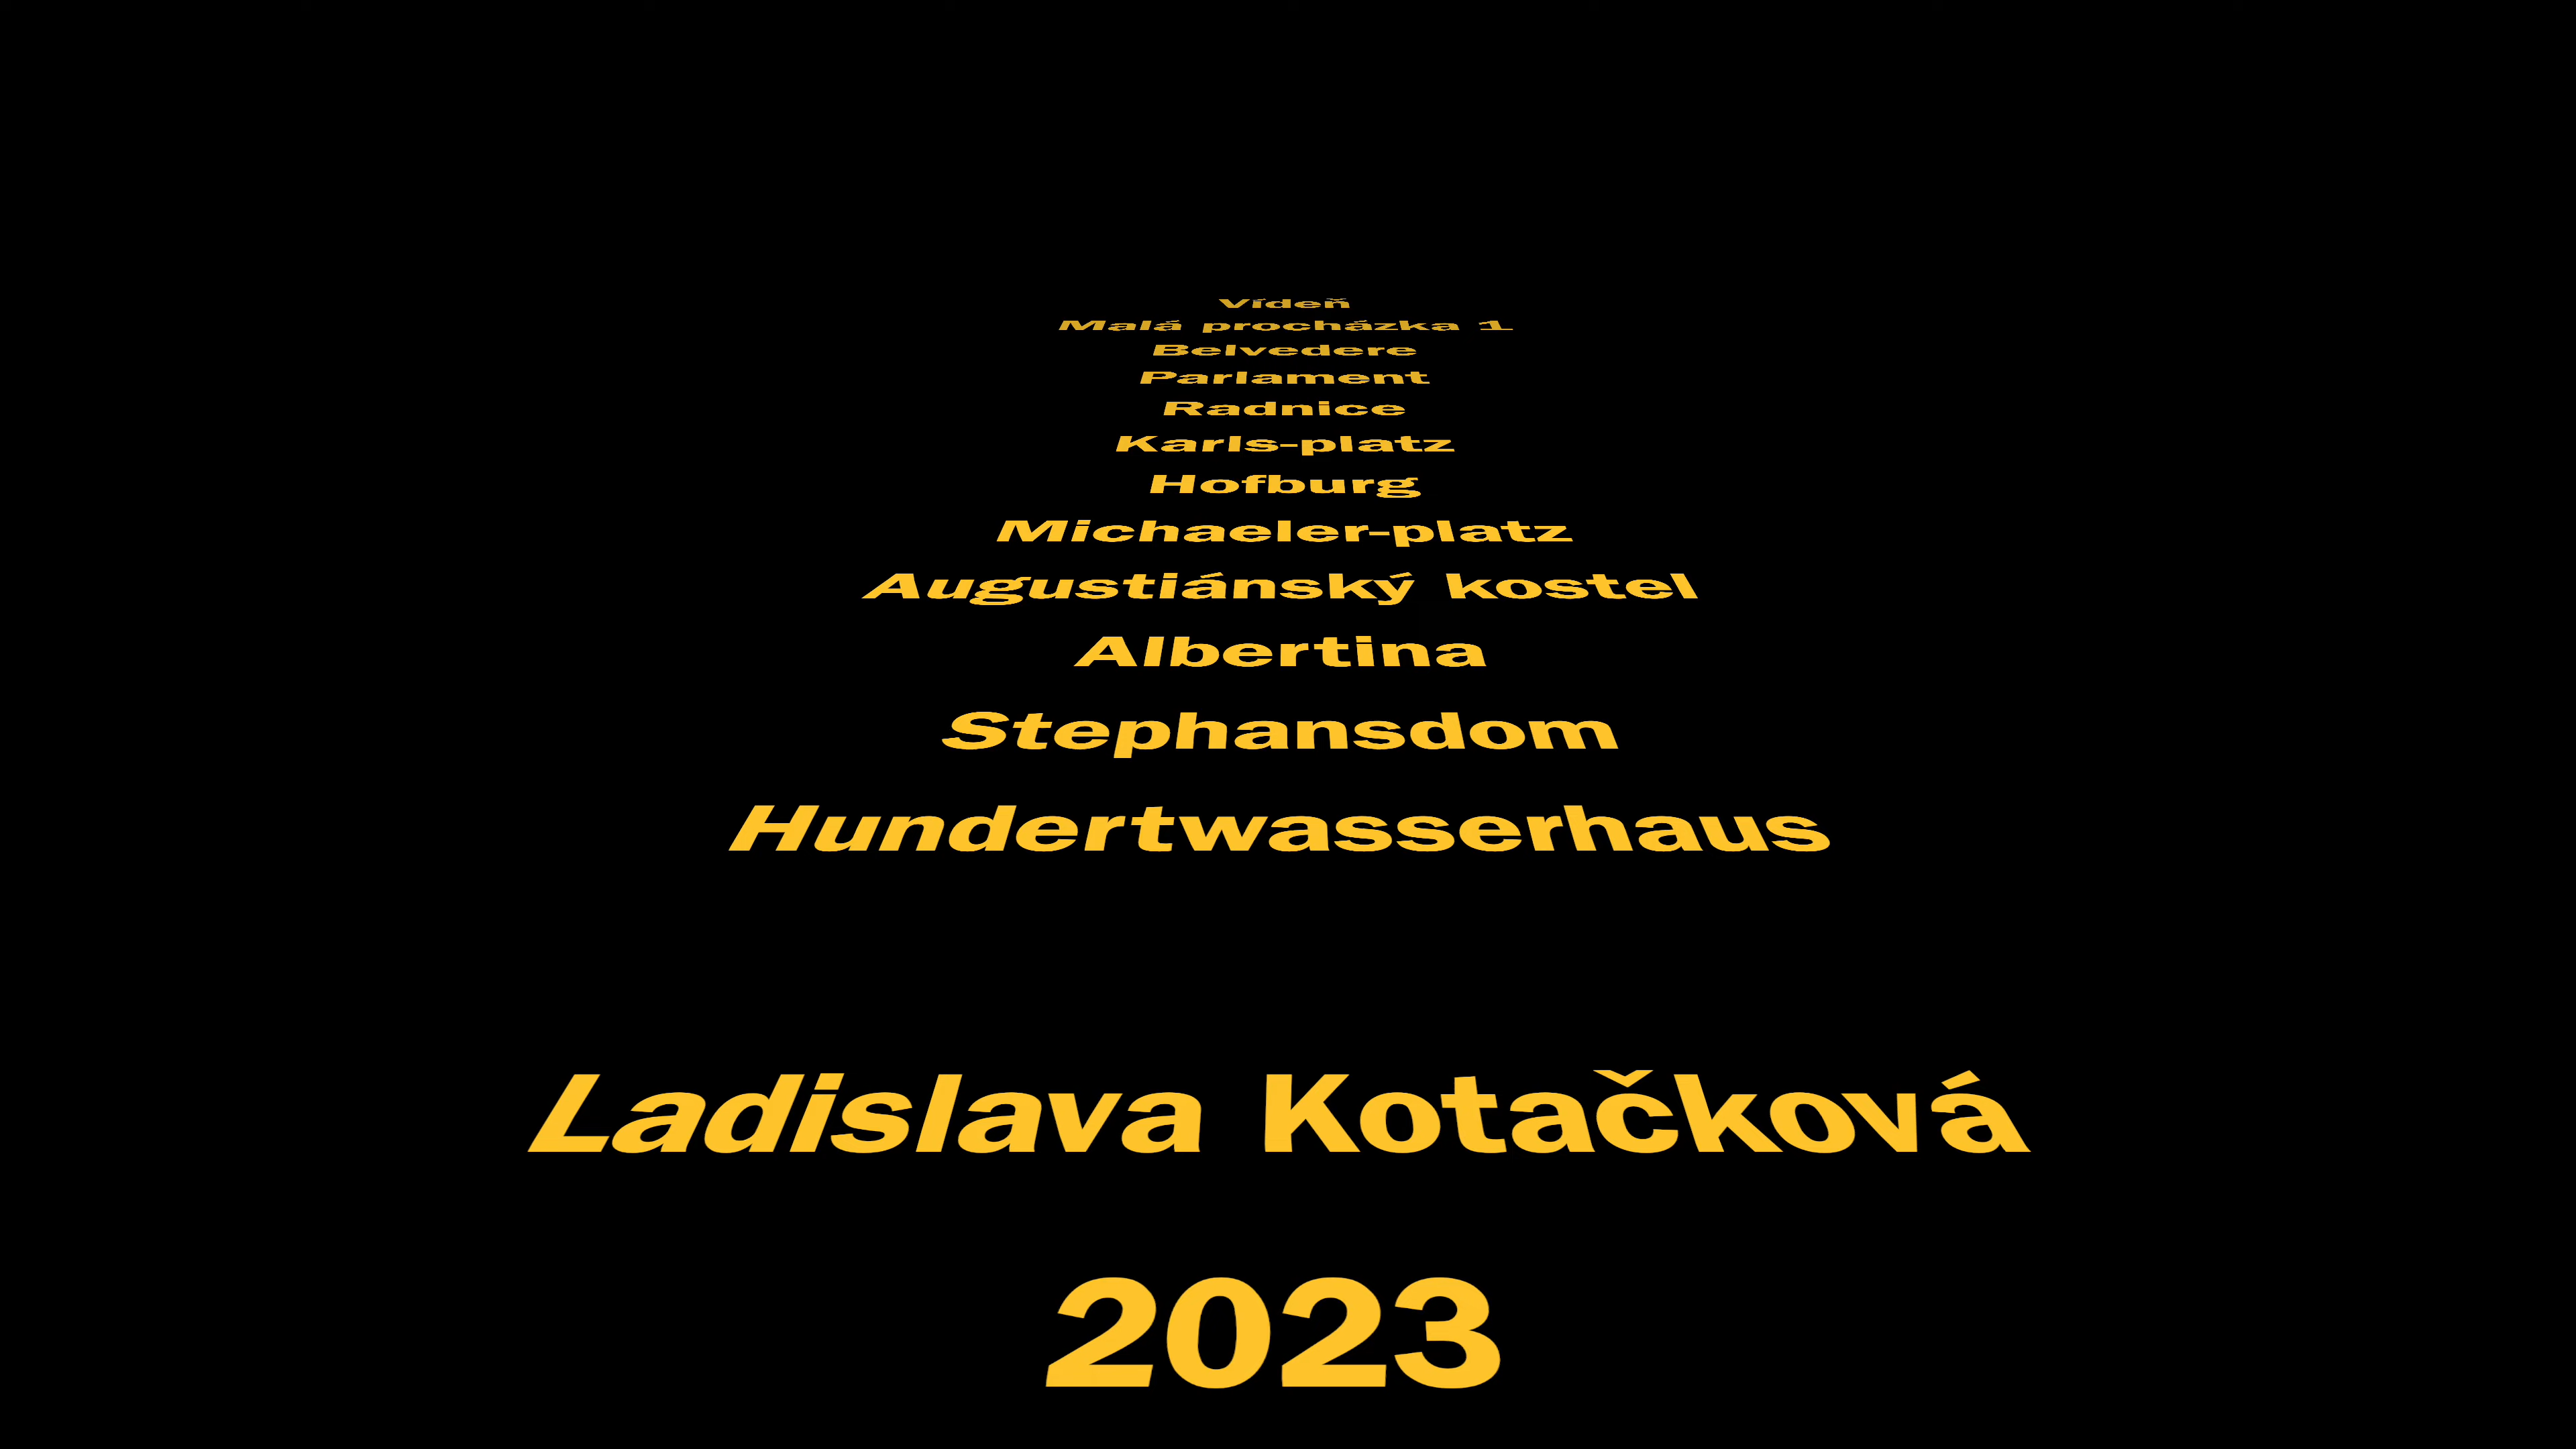 Vídeň
Malá procházka 1
Belvedere
Parlament
Radnice
Karls-platz
Hofburg
Michaeler-platz
Augustiánský kostel
Albertina
Stephansdom
Hundertwasserhaus
Ladislava Kotačková
2023